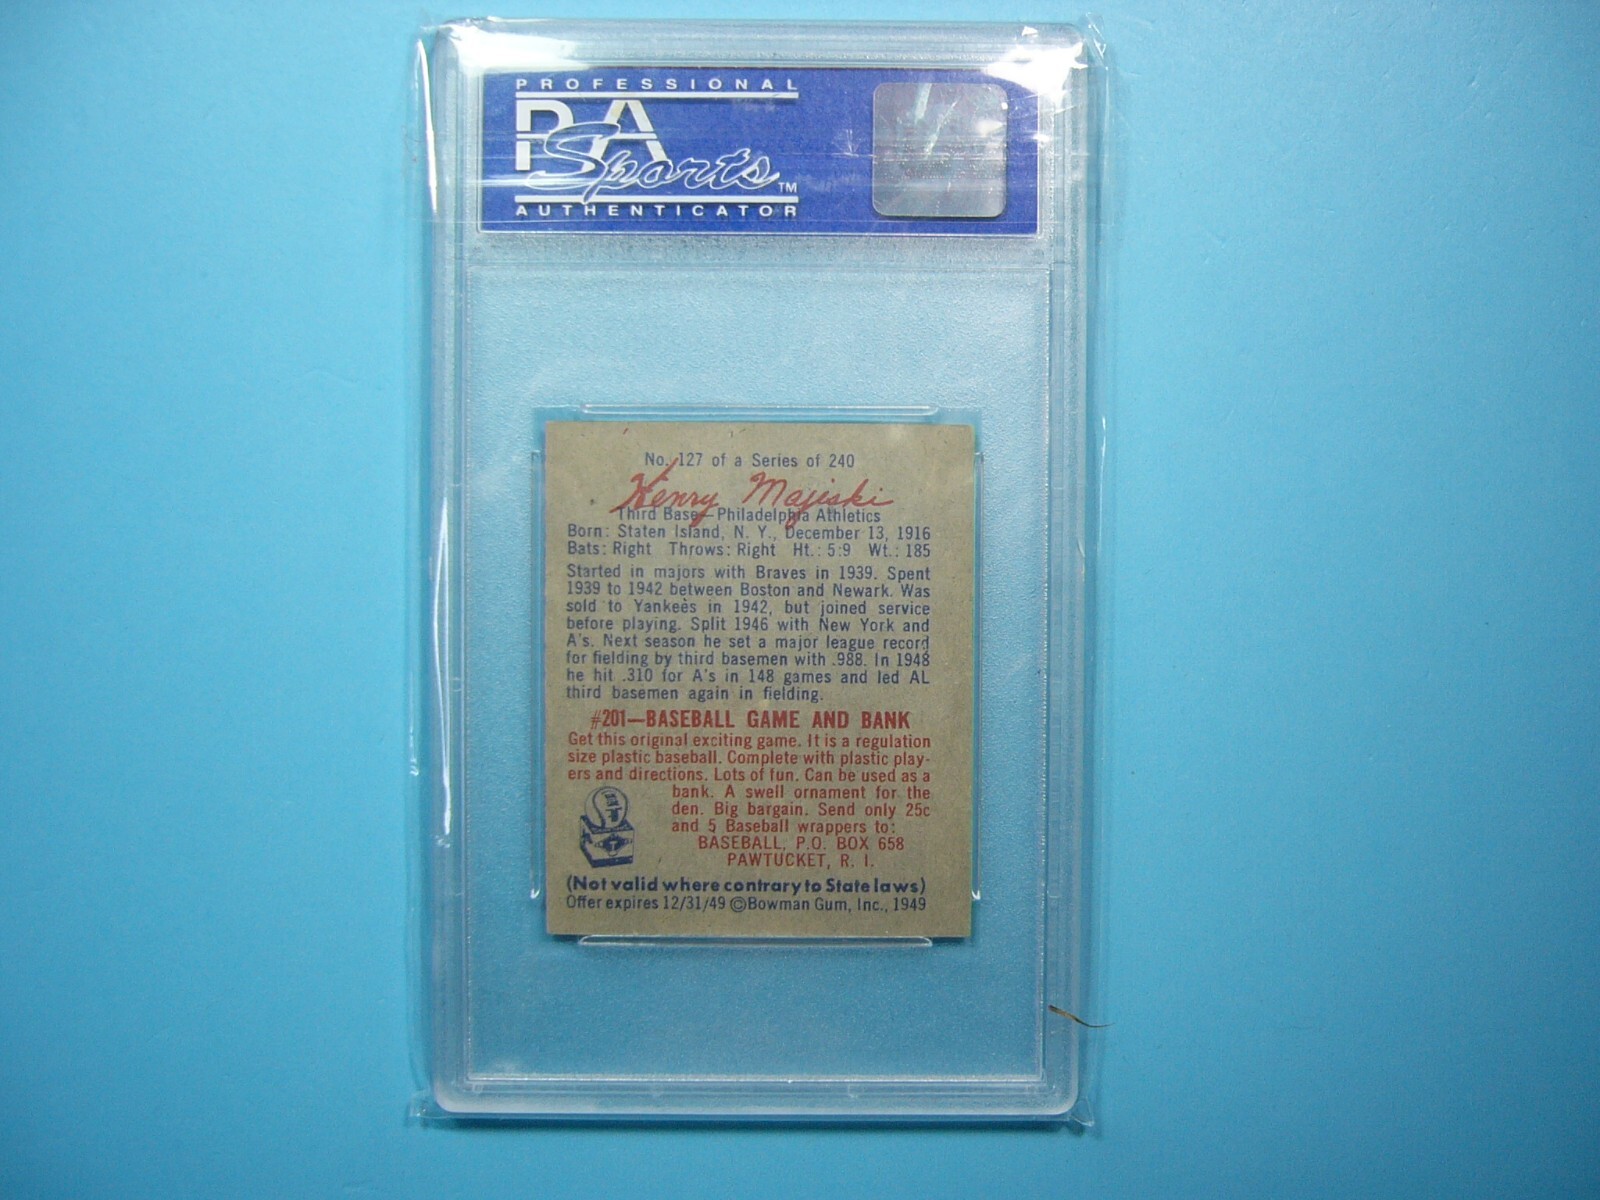 PROFESSIONAL
PSA
Sports TM
AUTHENTICATOR
No. 127 of a Series of 240
Henry Majeski
Third Base—Philadelphia Athletics
Born: Staten Island, N. Y., December 13, 1916
Bats: Right Throws: Right Ht.: 5:9 Wt.: 185
Started in majors with Braves in 1939. Spent
1939 to 1942 between Boston and Newark. Was
sold to Yankees in 1942, but joined service
before playing. Split 1946 with New York and
A's. Next season he set a major league record
for fielding by third basemen with .988. In 1948
he hit .310 for A's in 148 games and led AL
third basemen again in fielding.
#201—BASEBALL GAME AND BANK
Get this original exciting game. It is a regulation
size plastic baseball. Complete with plastic play-
ers and directions. Lots of fun. Can be used as a
bank. A swell ornament for the
den. Big bargain. Send only 25c
and 5 Baseball wrappers to:
BASEBALL, P.O. BOX 658
PAWTUCKET, R. I.
(Not valid where contrary to State laws)
Offer expires 12/31/49 ©Bowman Gum, Inc., 1949